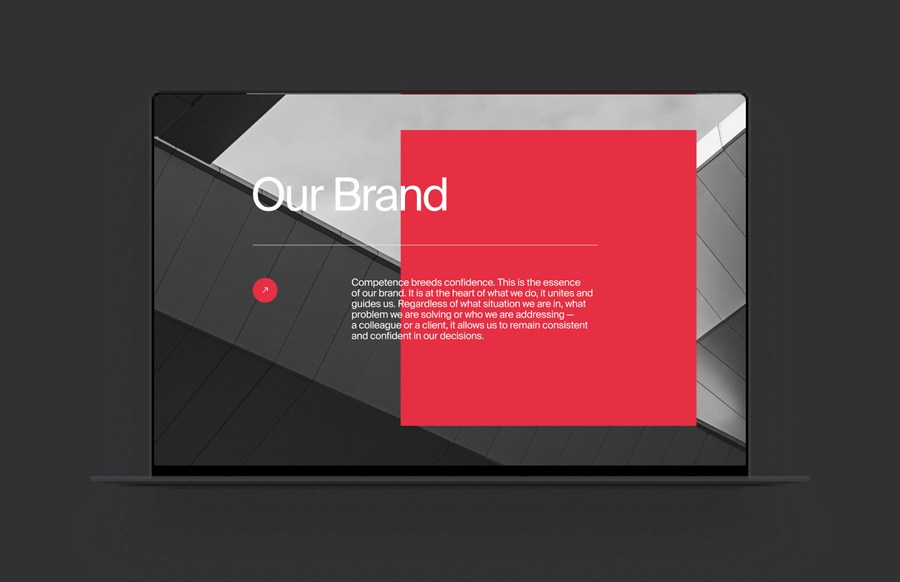 Our Brand
Competence breeds confidence. This is the essence
of our brand. It is at the heart of what we do, it unites and
guides us. Regardless of what situation we are in, what
problem we are solving or who we are addressing —
a colleague or a client, it allows us to remain consistent
and confident in our decisions.